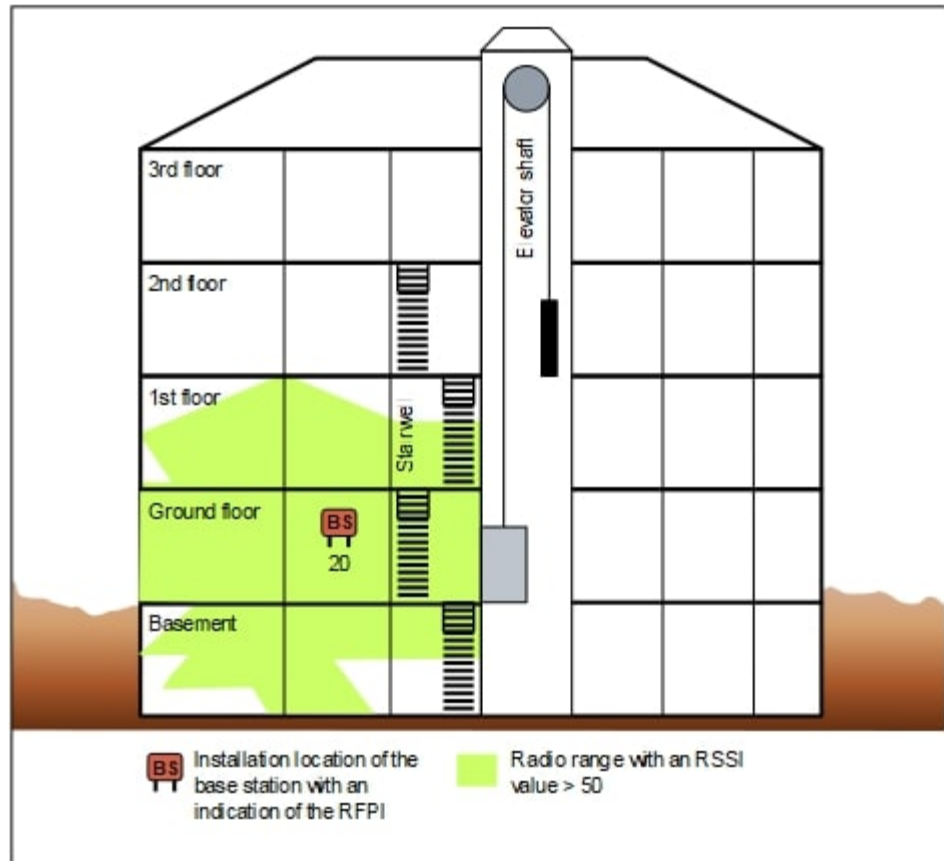 3rd floor
Elevator shaft
2nd floor
1st floor
Stairwell
Ground floor
BS
20
Basement
BS
Installation location of the
base station with an
indication of the RFPI
Radio range with an RSSI
value > 50